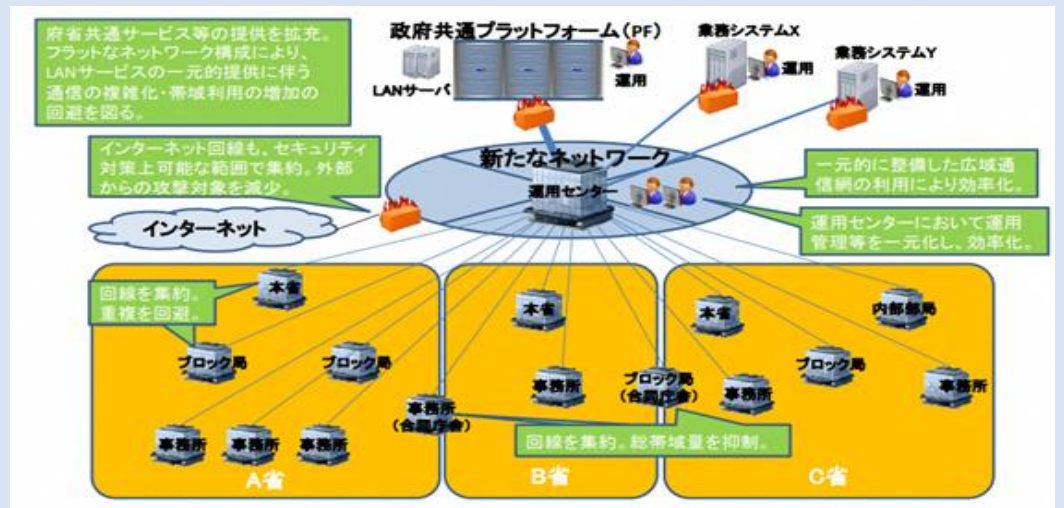 府省共通サービス等の提供を拡充。
フラットなネットワーク構成により、
LANサービスの一元的提供に伴う
通信の複雑化・帯域利用の増加の
回避を図る。
政府共通プラットフォーム(PF)
LANサーバ
運用
業務システムX
運用
業務システムY
運用
インターネット回線も、セキュリティ
対策上可能な範囲で集約。外部
からの攻撃対象を減少。
新たなネットワーク
運用センター
一元的に整備した広域通
信網の利用により効率化。
運用センターにおいて運用
管理等を一元化し、効率化。
インターネット
回線を集約。
重複を回避。
本省
ブロック局
ブロック局
事務所
(合同庁舎)
事務所
事務所
事務所
A省
本省
事務所
ブロック局
(合同庁舎)
B省
本省
内部部局
ブロック局
事務所
事務所
回線を集約。総帯域量を抑制。
C省